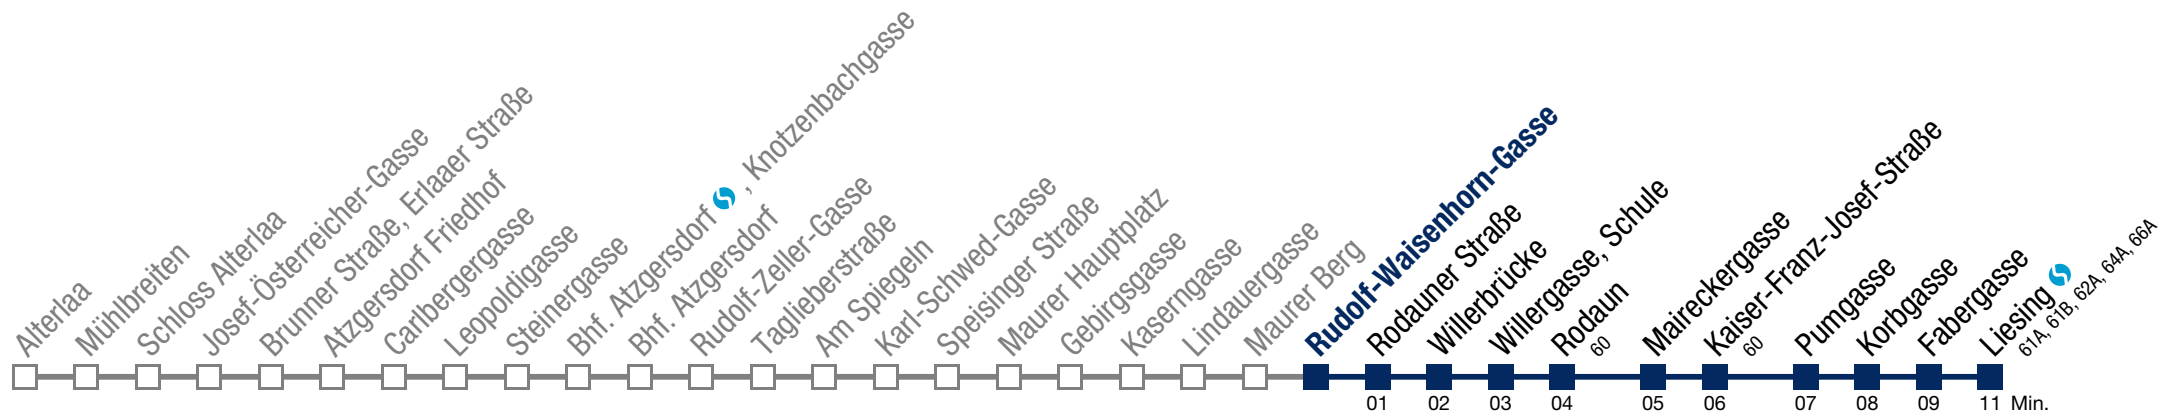 Alterlaa
Mühlbreiten
Schloss Alterlaa
Josef-Österreicher-Gasse
Brunner Straße, Erlaaer Straße
Atzgersdorf Friedhof
Carlbergergasse
Leopoldigasse
Steinergasse
Bhf. Atzgersdorf , Knotzenbachgasse
Bhf. Atzgersdorf
Rudolf-Zeller-Gasse
Taglieberstraße
Am Spiegeln
Karl-Schwed-Gasse
Speisinger Straße
Maurer Hauptplatz
Gebirgsgasse
Kaserngasse
Lindauergasse
Maurer Berg
Rudolf-Waisenhorn-Gasse
Rodauner Straße
Willerbrücke
Willergasse, Schule
Rodaun
60
Maireckergasse
Kaiser-Franz-Josef-Straße
60
Pumgasse
Korbgasse
Fabergasse
Liesing
61A, 61B, 62A, 64A, 66A
01 02 03 04 05 06 07 08 09 11 Min.